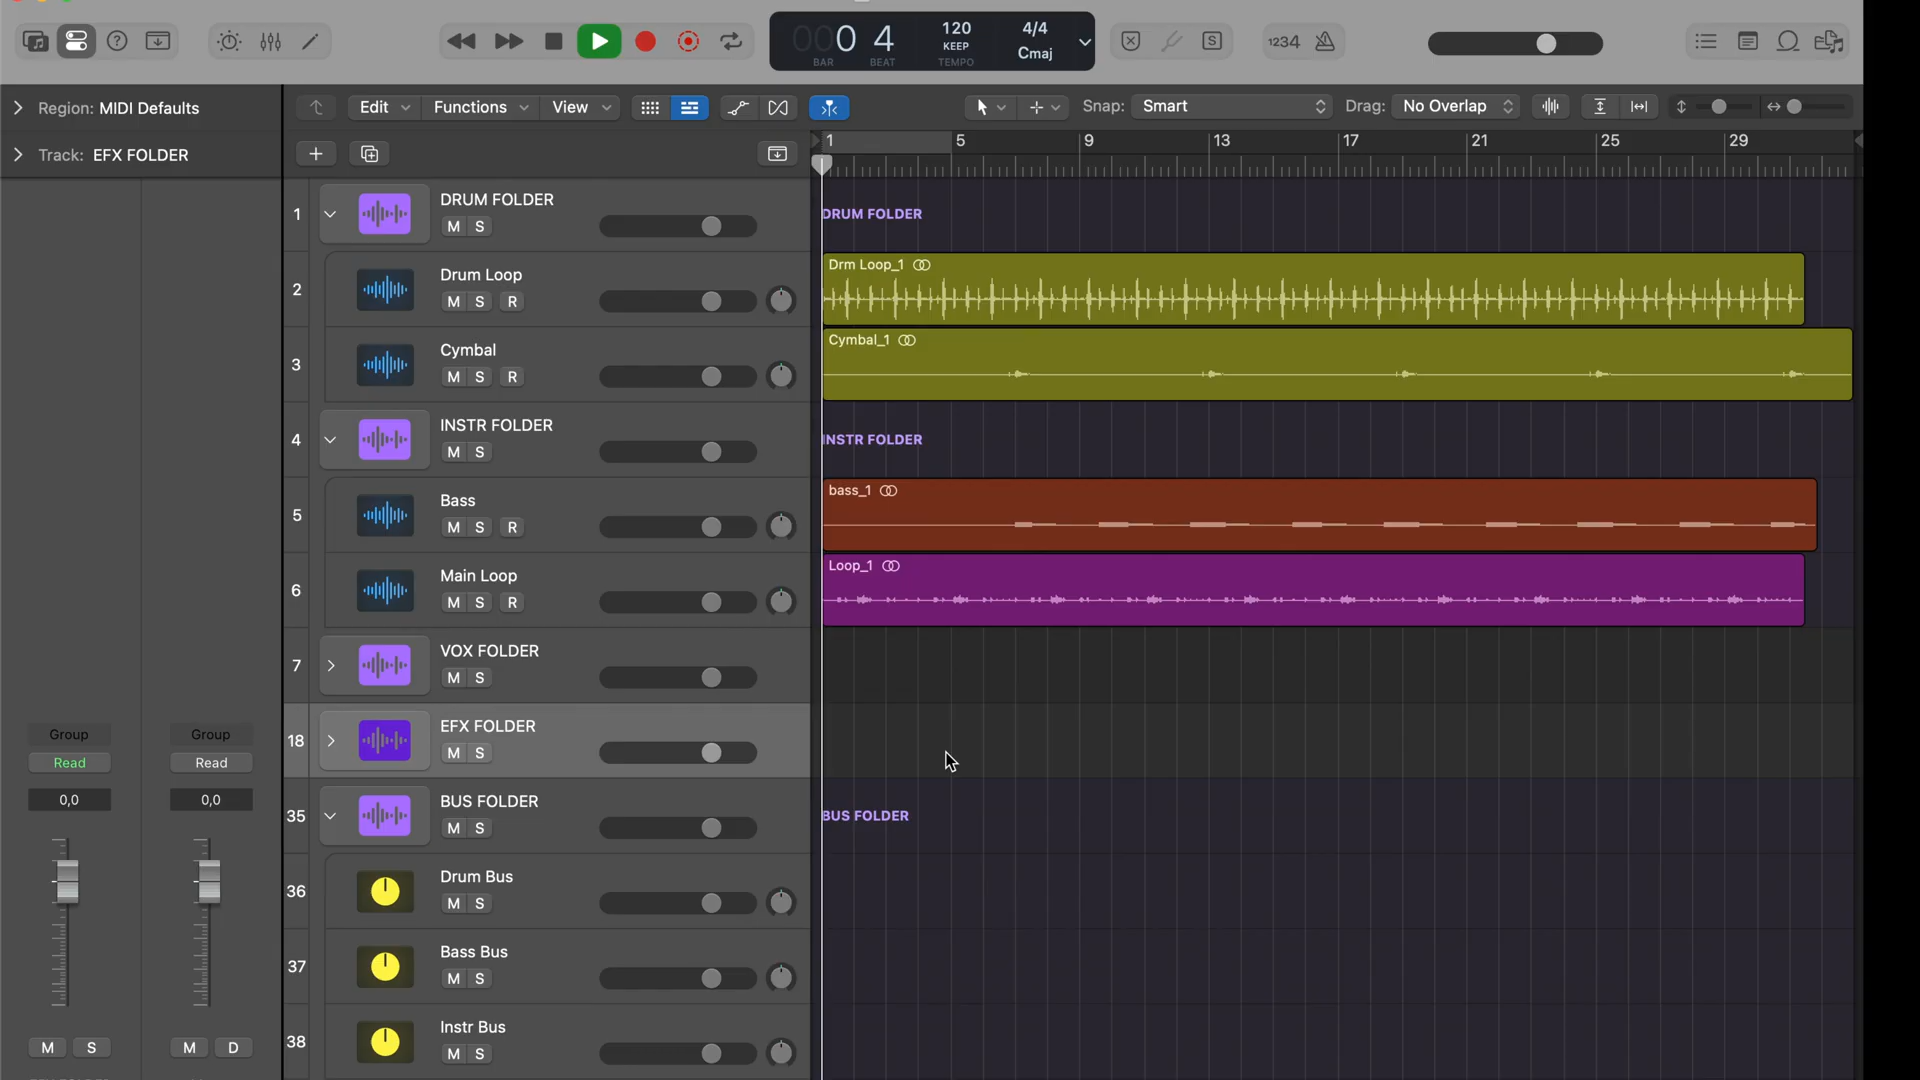 004
BAR BEAT
120
KEEP
TEMPO
4/4
Cmaj
S
1234
Region: MIDI Defaults
Edit Functions View
Snap: Smart
Drag: No Overlap
Track: EFX FOLDER
1 5 9 13 17 21 25 29
1 DRUM FOLDER
M S
DRUM FOLDER
2 Drum Loop
M S R
Drm Loop_1
3 Cymbal
M S R
Cymbal_1
4 INSTR FOLDER
M S
INSTR FOLDER
5 Bass
M S R
bass_1
6 Main Loop
M S R
Loop_1
7 VOX FOLDER
M S
18 EFX FOLDER
M S
35 BUS FOLDER
M S
BUS FOLDER
36 Drum Bus
M S
37 Bass Bus
M S
38 Instr Bus
M S
Group Group
Read Read
0,0 0,0
M S M D